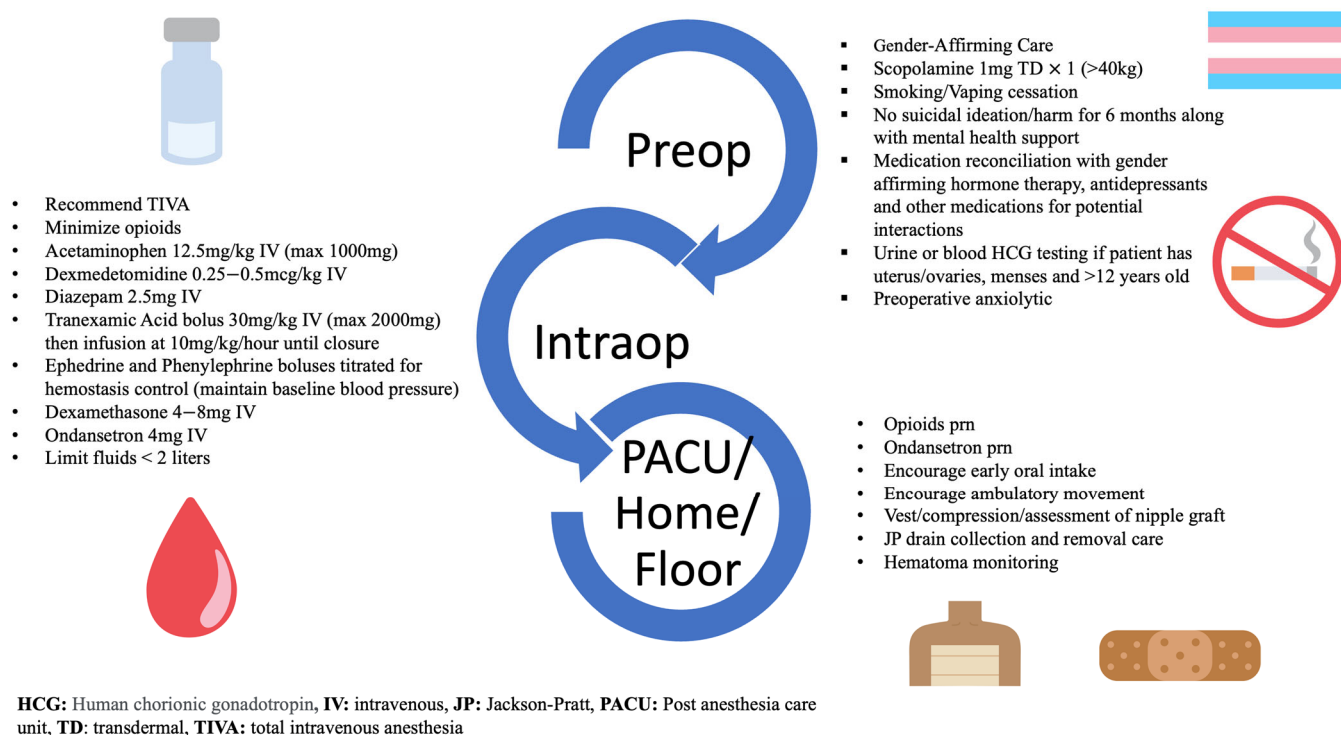 Preop
▪ Gender-Affirming Care
▪ Scopolamine 1mg TD × 1 (>40kg)
▪ Smoking/Vaping cessation
▪ No suicidal ideation/harm for 6 months along
with mental health support
▪ Medication reconciliation with gender
affirming hormone therapy, antidepressants
and other medications for potential
interactions
▪ Urine or blood HCG testing if patient has
uterus/ovaries, menses and >12 years old
▪ Preoperative anxiolytic
Intraop
• Recommend TIVA
• Minimize opioids
• Acetaminophen 12.5mg/kg IV (max 1000mg)
• Dexmedetomidine 0.25−0.5mcg/kg IV
• Diazepam 2.5mg IV
• Tranexamic Acid bolus 30mg/kg IV (max 2000mg)
then infusion at 10mg/kg/hour until closure
• Ephedrine and Phenylephrine boluses titrated for
hemostasis control (maintain baseline blood pressure)
• Dexamethasone 4−8mg IV
• Ondansetron 4mg IV
• Limit fluids < 2 liters
PACU/
Home/
Floor
• Opioids prn
• Ondansetron prn
• Encourage early oral intake
• Encourage ambulatory movement
• Vest/compression/assessment of nipple graft
• JP drain collection and removal care
• Hematoma monitoring
HCG: Human chorionic gonadotropin, IV: intravenous, JP: Jackson-Pratt, PACU: Post anesthesia care
unit, TD: transdermal, TIVA: total intravenous anesthesia